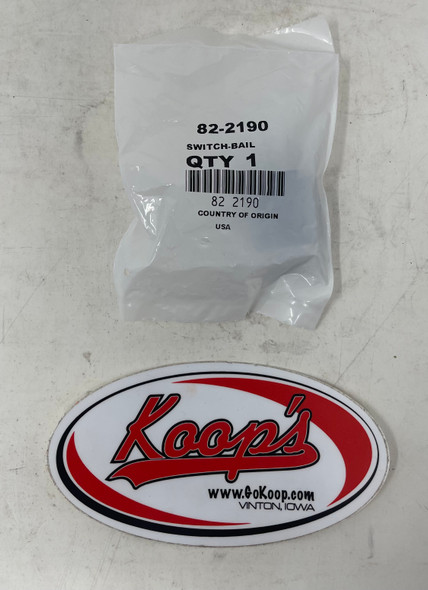 82-2190
SWITCH-BAIL
QTY 1
82 2190
COUNTRY OF ORIGIN
USA
Koop's
www.GoKoop.com
VINTON, IOWA